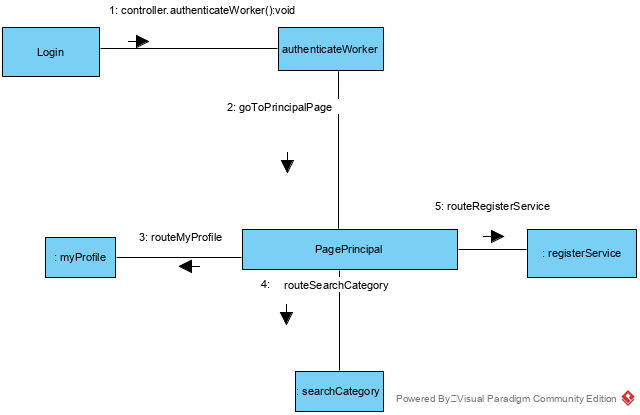 1: controller.authenticateWorker():void
Login
authenticateWorker
2: goToPrincipalPage
5: routeRegisterService
3: routeMyProfile
PagePrincipal
: myProfile
: registerService
4: routeSearchCategory
: searchCategory
Powered By Visual Paradigm Community Edition